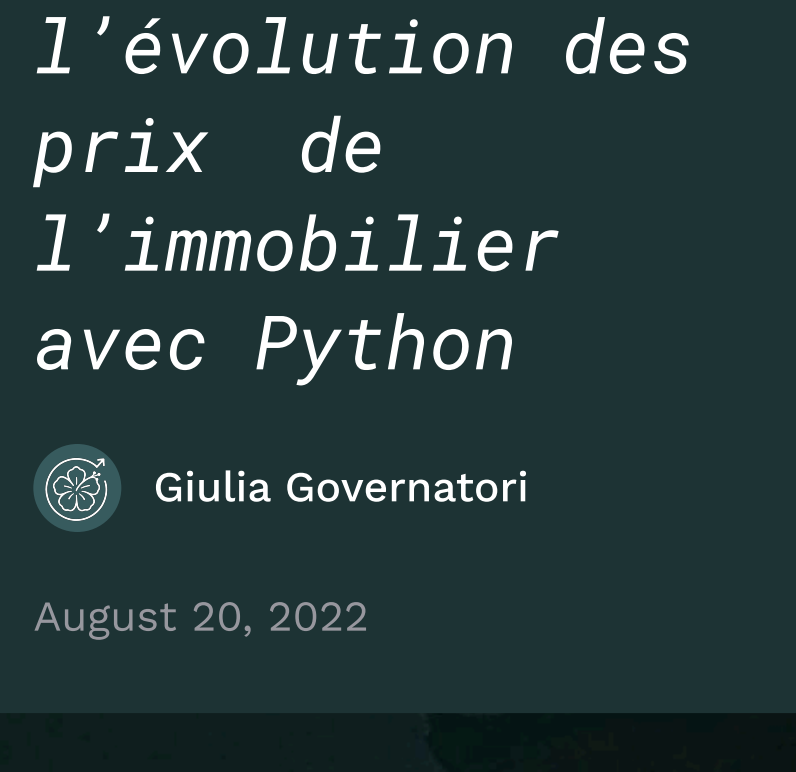 l’évolution des
prix  de
l’immobilier
avec Python
Giulia Governatori
August 20, 2022